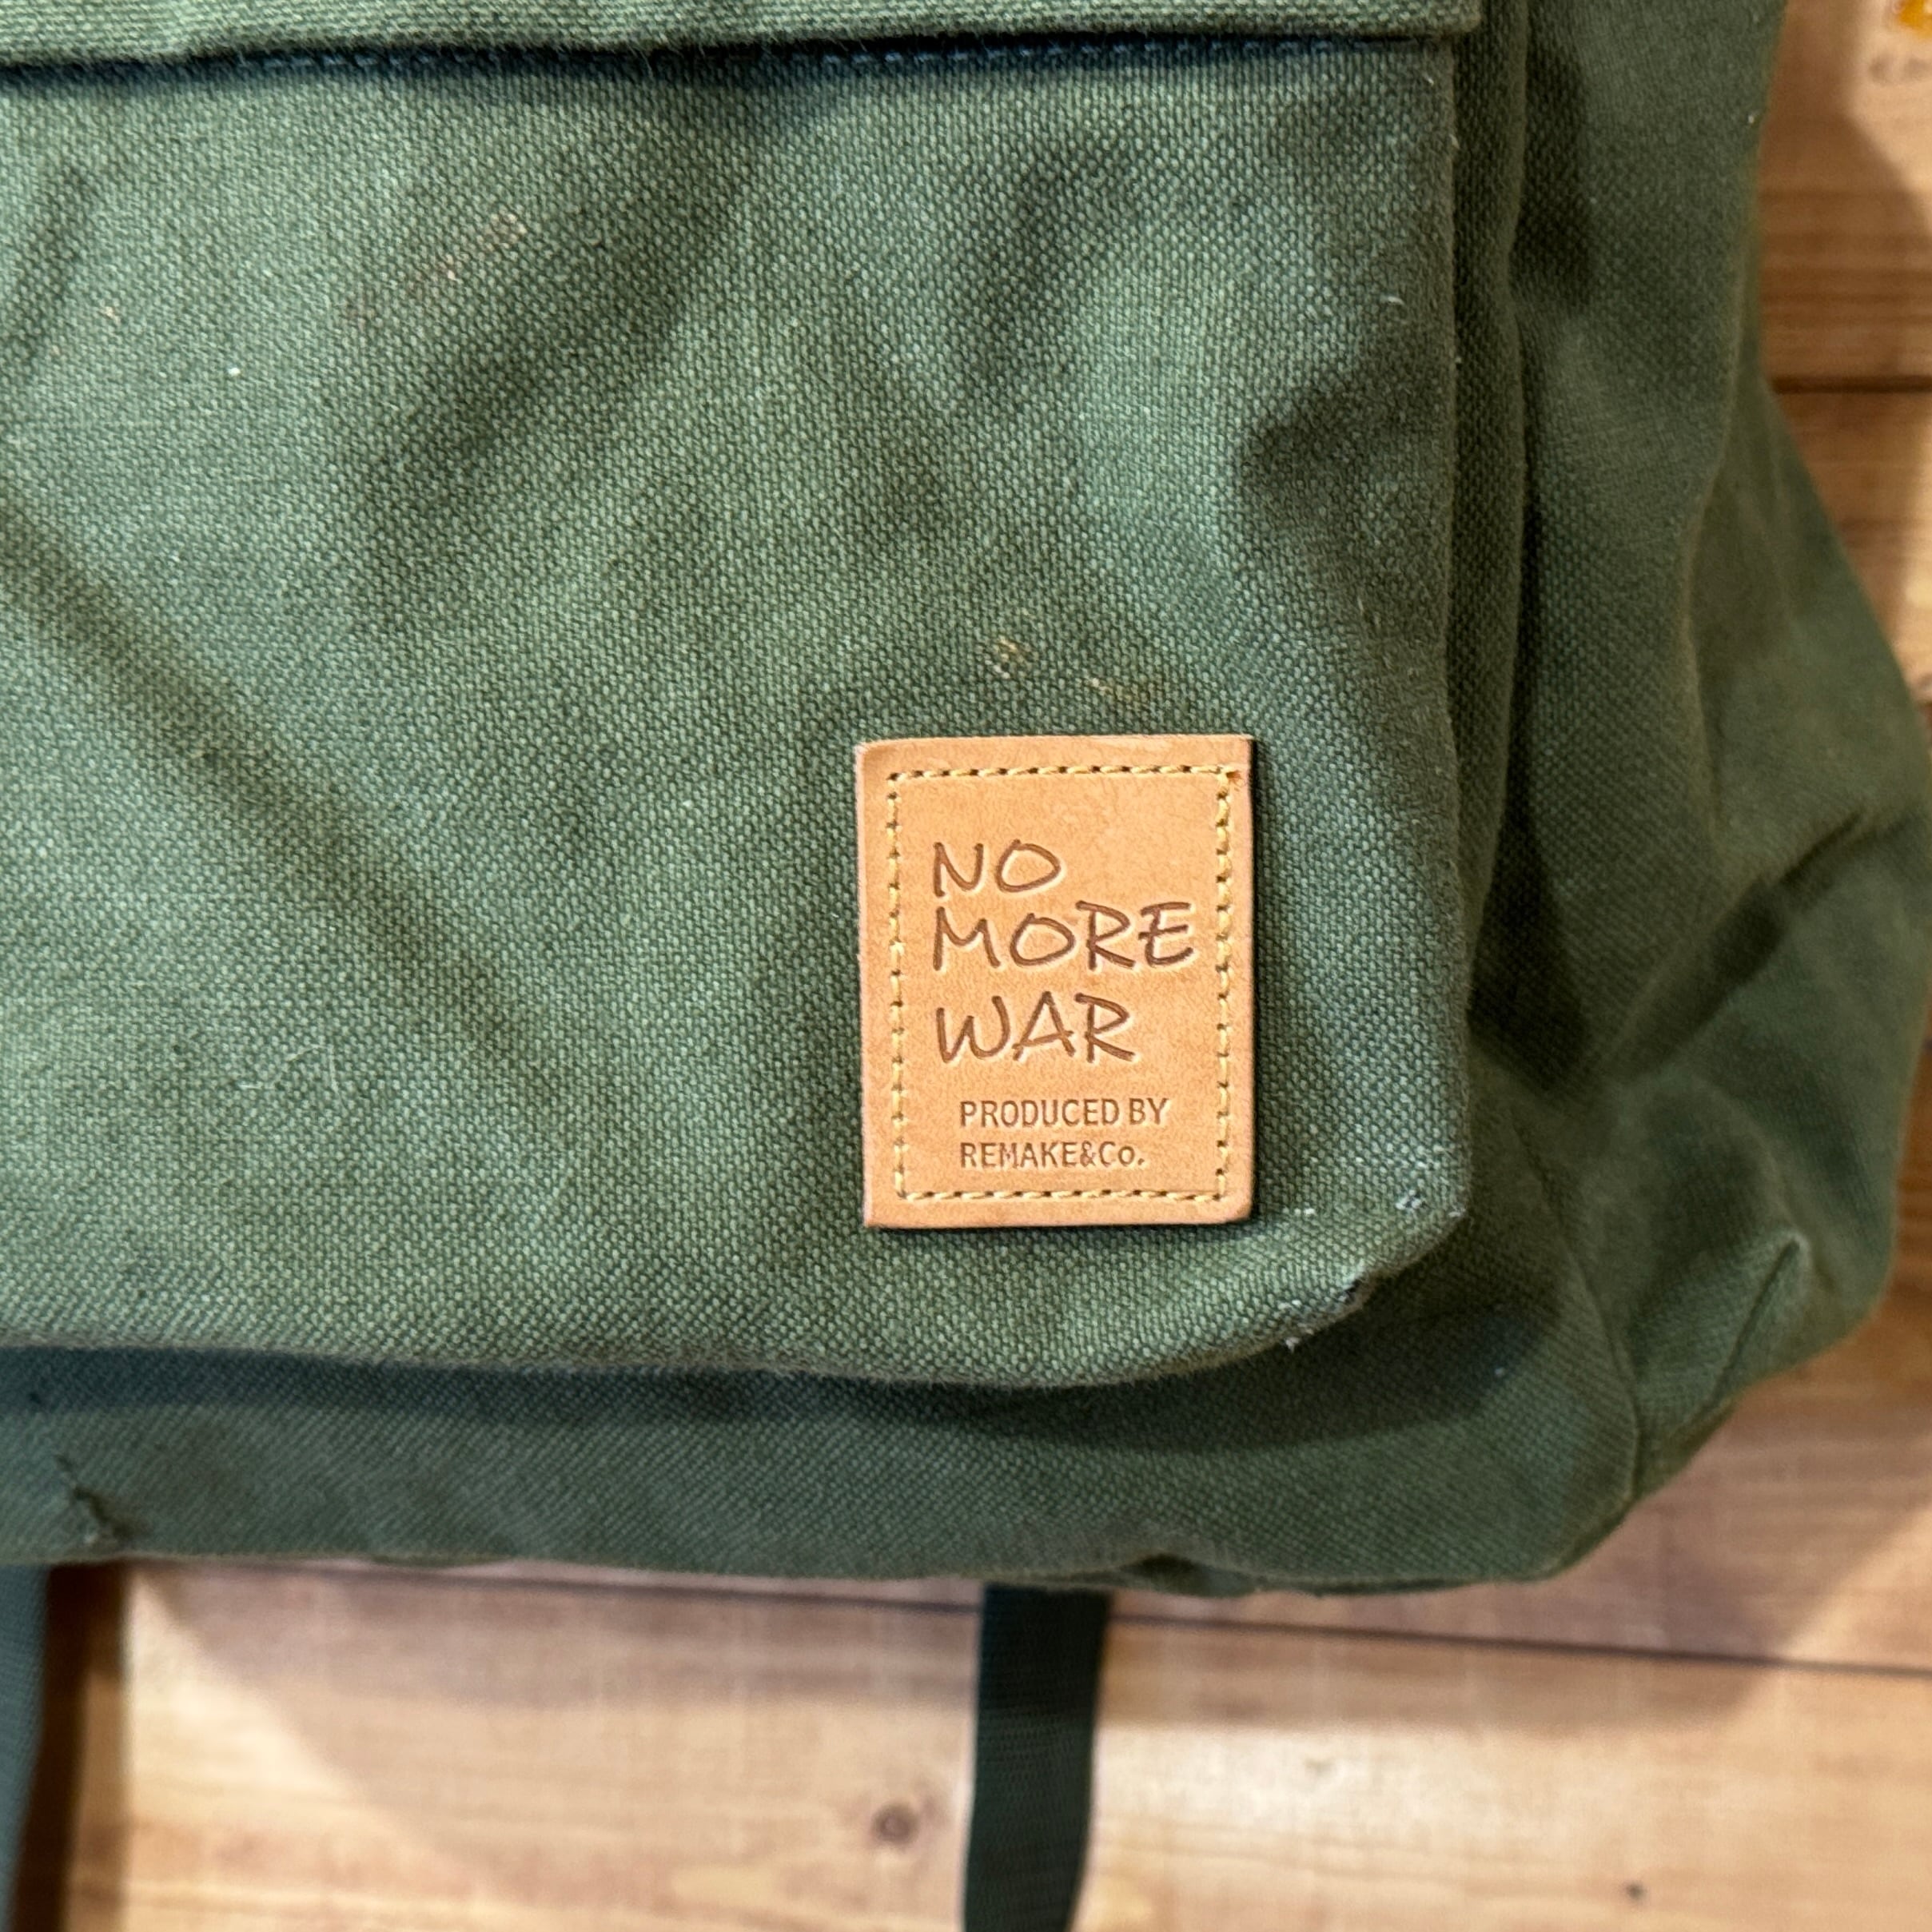 NO
MORE
WAR
PRODUCED BY
REMAKE&Co.